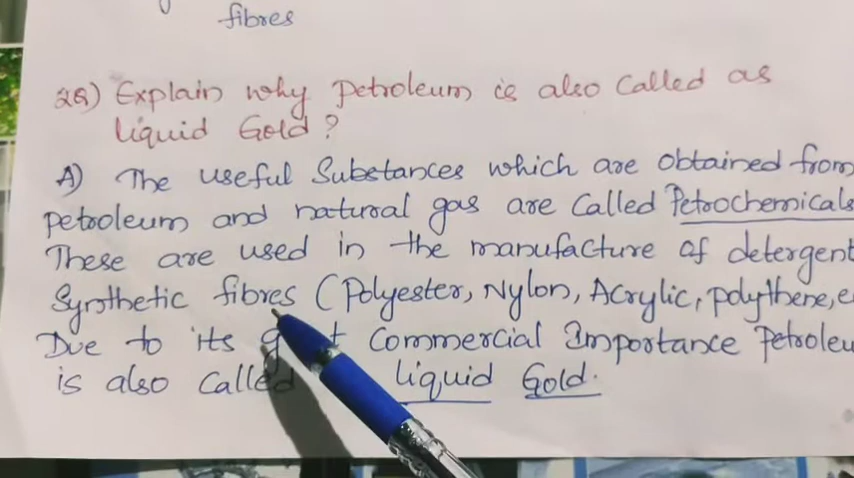 fibres
2Q) Explain why petroleum is also called as
liquid Gold?
A) The useful Substances which are obtained from
petroleum and natural gas are called Petrochemicals
These are used in the manufacture of detergent
Synthetic fibres (Polyester, Nylon, Acrylic, polythene, e
Due to its commercial Importance Petroleu
is also called liquid Gold.